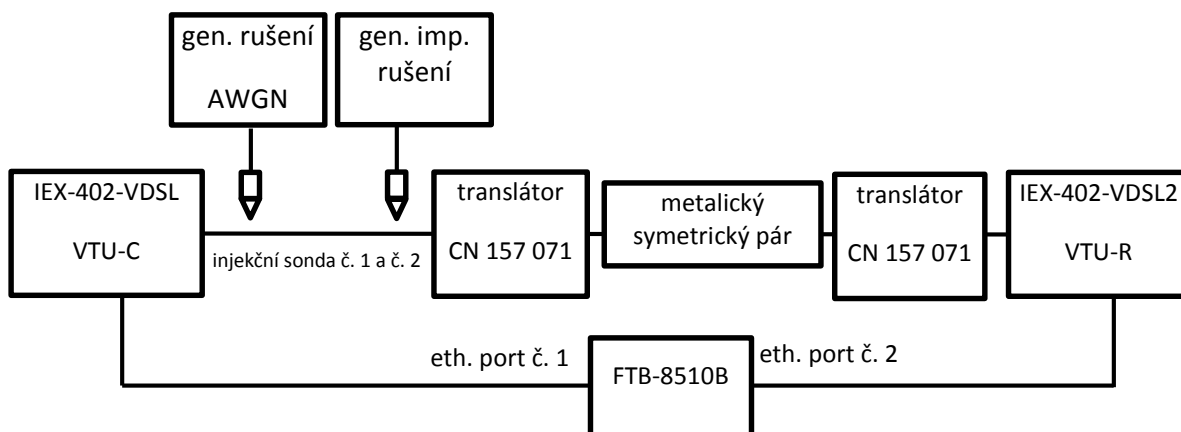 gen. rušení
AWGN
gen. imp.
rušení
IEX-402-VDSL
VTU-C
injekční sonda č. 1 a č. 2
translátor
CN 157 071
metalický
symetrický pár
translátor
CN 157 071
IEX-402-VDSL2
VTU-R
eth. port č. 1
FTB-8510B
eth. port č. 2